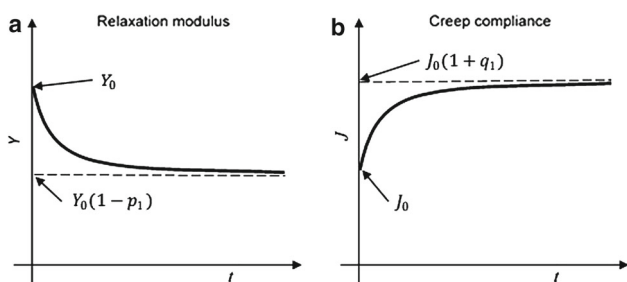 a
Relaxation modulus
Y₀
Y
Y₀(1 − p₁)
t
b
Creep compliance
J₀(1 + q₁)
J
J₀
t